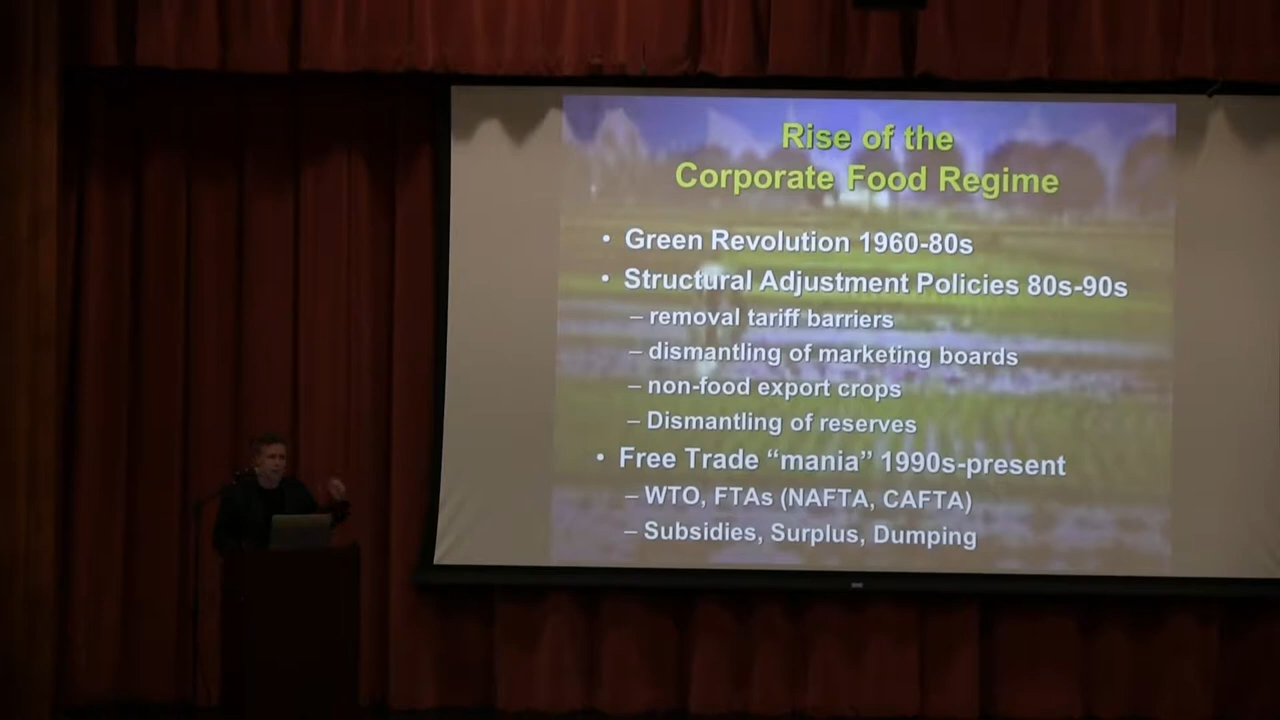 Rise of the
Corporate Food Regime
• Green Revolution 1960-80s
• Structural Adjustment Policies 80s-90s
– removal tariff barriers
– dismantling of marketing boards
– non-food export crops
– Dismantling of reserves
• Free Trade “mania” 1990s-present
– WTO, FTAs (NAFTA, CAFTA)
– Subsidies, Surplus, Dumping